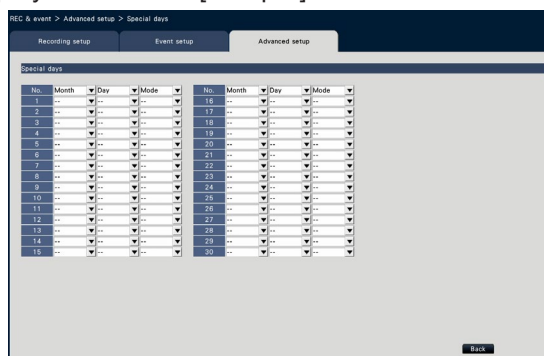 REC & event > Advanced setup > Special days
Recording setup
Event setup
Advanced setup
Special days
No. Month Day Mode No. Month Day Mode
1 -- -- -- 16 -- -- --
2 -- -- -- 17 -- -- --
3 -- -- -- 18 -- -- --
4 -- -- -- 19 -- -- --
5 -- -- -- 20 -- -- --
6 -- -- -- 21 -- -- --
7 -- -- -- 22 -- -- --
8 -- -- -- 23 -- -- --
9 -- -- -- 24 -- -- --
10 -- -- -- 25 -- -- --
11 -- -- -- 26 -- -- --
12 -- -- -- 27 -- -- --
13 -- -- -- 28 -- -- --
14 -- -- -- 29 -- -- --
15 -- -- -- 30 -- -- --
Back